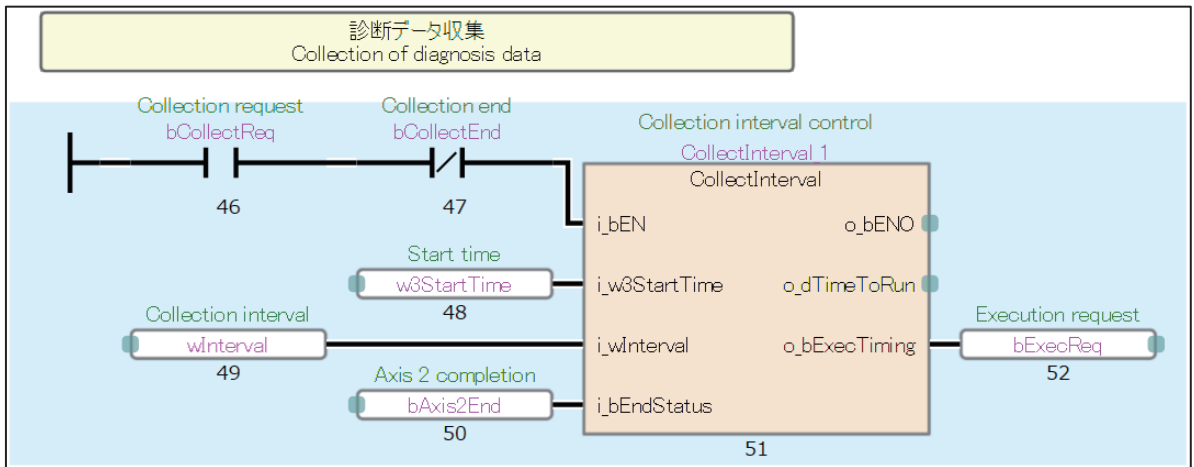 診断データ収集
Collection of diagnosis data
Collection request
bCollectReq
46
Collection end
bCollectEnd
47
Collection interval control
CollectInterval_1
CollectInterval
i_bEN
o_bENO
Start time
w3StartTime
48
i_w3StartTime
o_dTimeToRun
Collection interval
wInterval
49
i_wInterval
o_bExecTiming
Execution request
bExecReq
52
Axis 2 completion
bAxis2End
50
i_bEndStatus
51